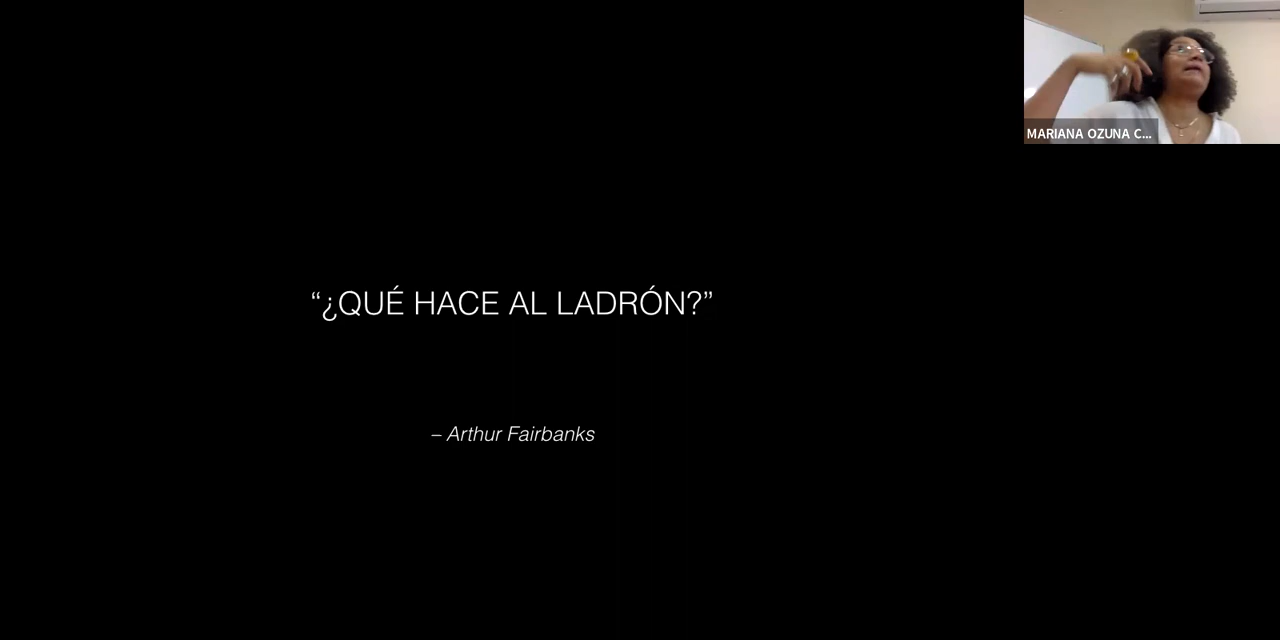 MARIANA OZUNA C...
“¿QUÉ HACE AL LADRÓN?”
– Arthur Fairbanks